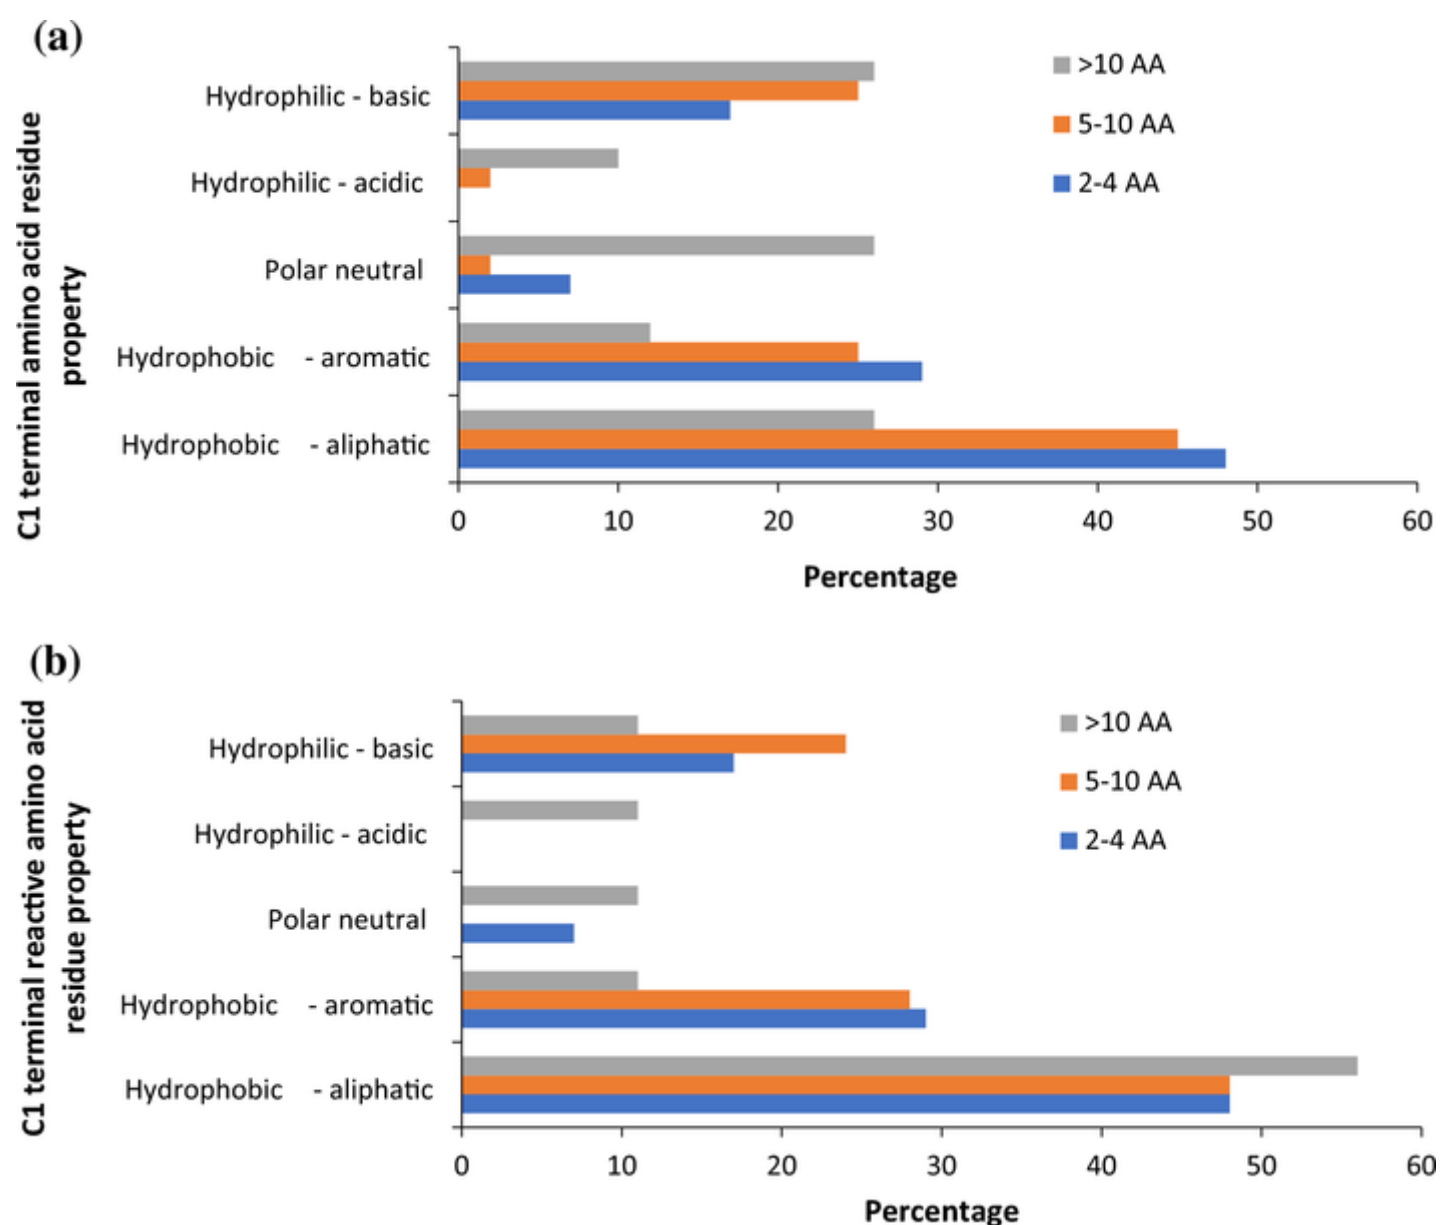 (a)
C1 terminal amino acid residue
property
Hydrophilic - basic
Hydrophilic - acidic
Polar neutral
Hydrophobic - aromatic
Hydrophobic - aliphatic
>10 AA
5-10 AA
2-4 AA
0 10 20 30 40 50 60
Percentage
(b)
C1 terminal reactive amino acid
residue property
Hydrophilic - basic
Hydrophilic - acidic
Polar neutral
Hydrophobic - aromatic
Hydrophobic - aliphatic
>10 AA
5-10 AA
2-4 AA
0 10 20 30 40 50 60
Percentage